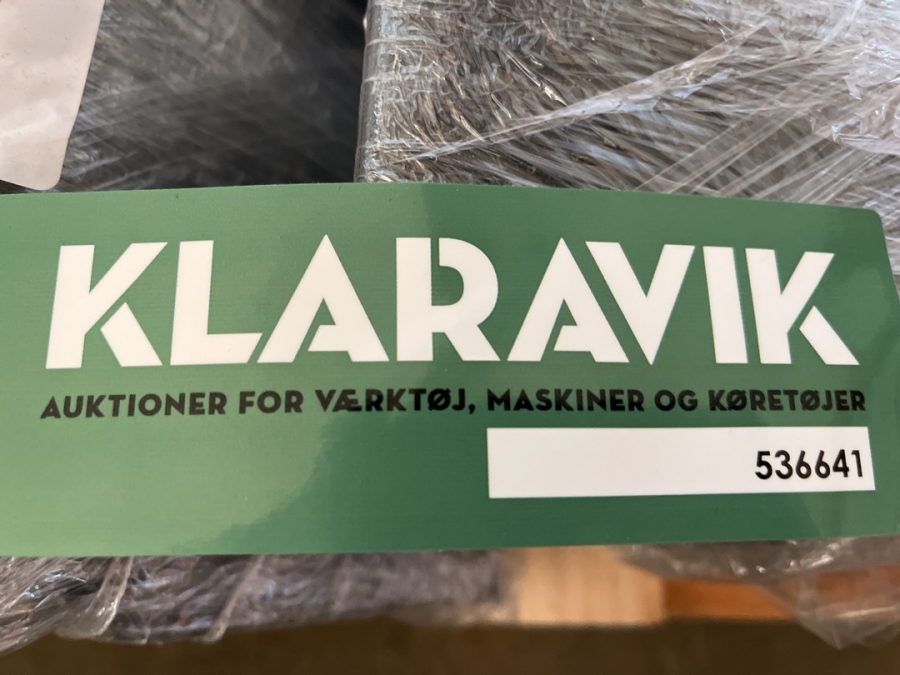 KLARAVIK
AUKTIONER FOR VÆRKTØJ, MASKINER OG KØRETØJER
536641